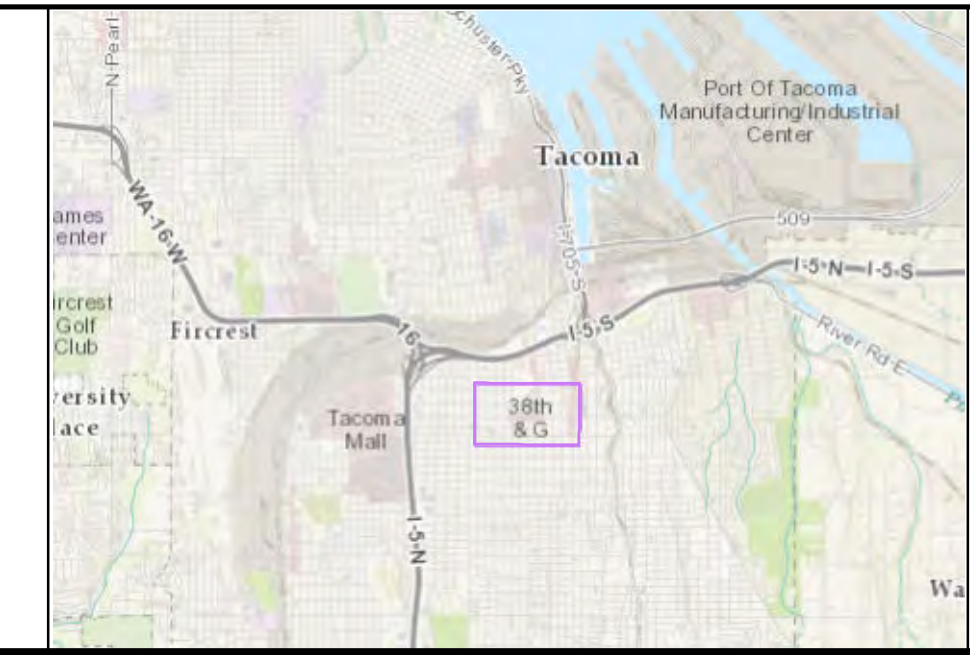 N-Pearl
Schuster-Pky
Port Of Tacoma
Manufacturing/Industrial
Center
Tacoma
WA-16-W
ames
enter
509
I-705-S
I-5-N
I-5-S
ircrest
Golf
Club
Fircrest
16
I-5-S
River Rd-E
versity
lace
Tacoma
Mall
38th
& G
I-5-N
Wa